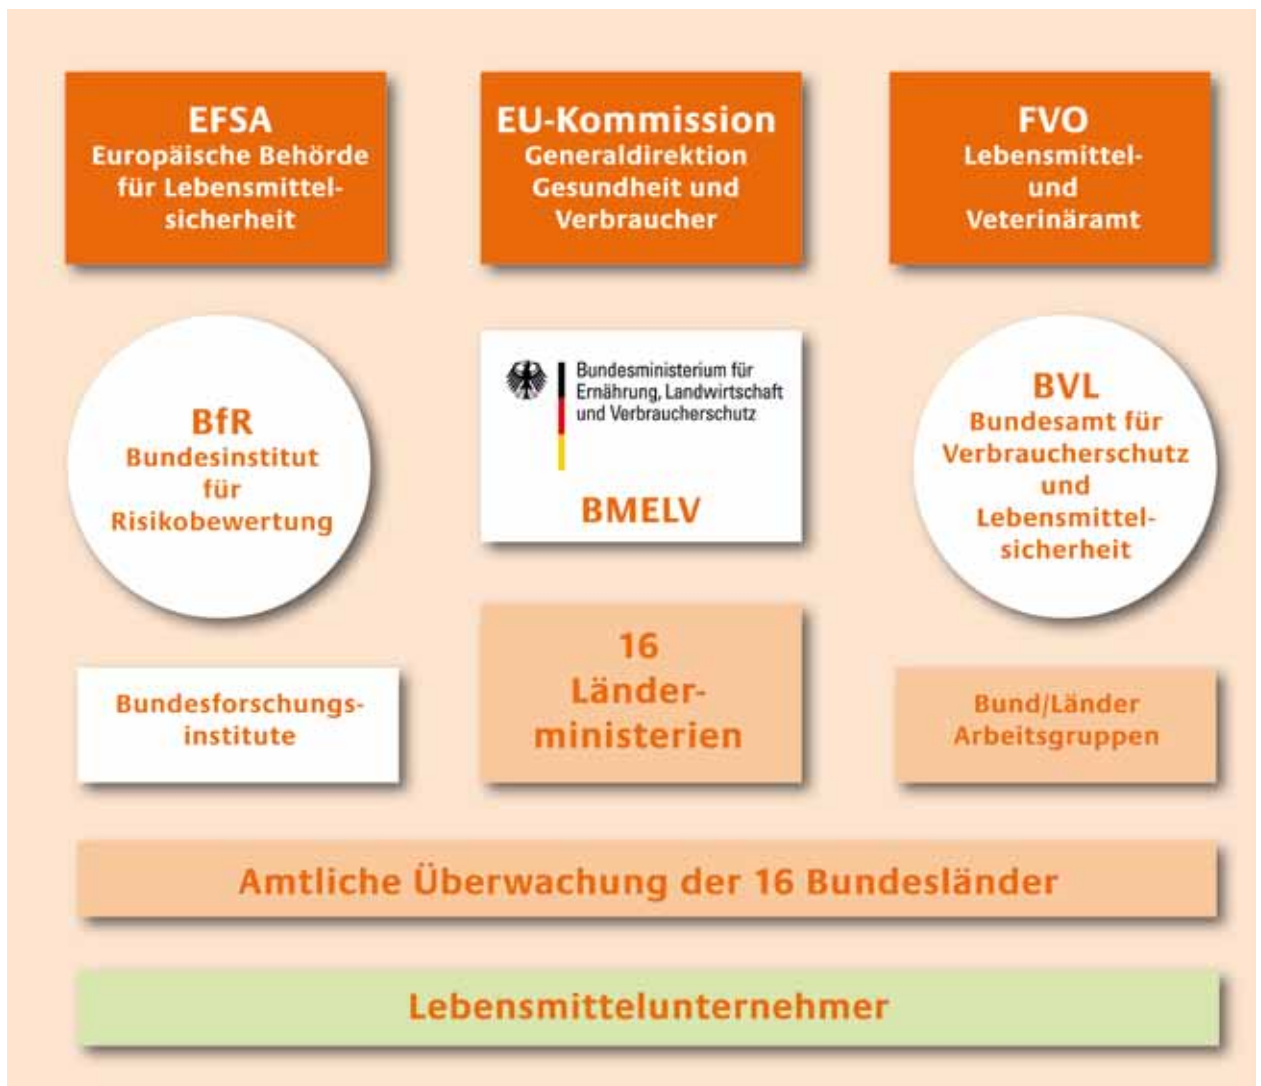 EFSA
Europäische Behörde
für Lebensmittel-
sicherheit
EU-Kommission
Generaldirektion
Gesundheit und
Verbraucher
FVO
Lebensmittel-
und
Veterinäramt
BfR
Bundesinstitut
für
Risikobewertung
Bundesministerium für
Ernährung, Landwirtschaft
und Verbraucherschutz
BMELV
BVL
Bundesamt für
Verbraucherschutz
und
Lebensmittel-
sicherheit
Bundesforschungs-
institute
16
Länder-
ministerien
Bund/Länder
Arbeitsgruppen
Amtliche Überwachung der 16 Bundesländer
Lebensmittelunternehmer